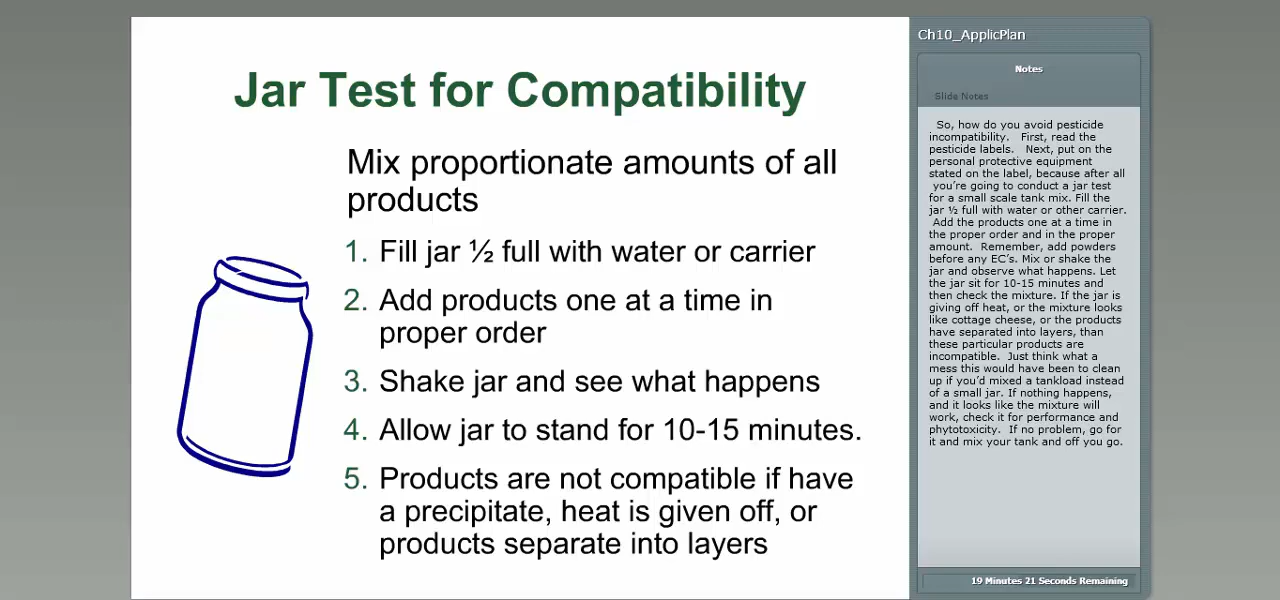 Jar Test for Compatibility
Mix proportionate amounts of all
products
1. Fill jar ½ full with water or carrier
2. Add products one at a time in
proper order
3. Shake jar and see what happens
4. Allow jar to stand for 10-15 minutes.
5. Products are not compatible if have
a precipitate, heat is given off, or
products separate into layers
Ch10_ApplicPlan
Notes
Slide Notes
So, how do you avoid pesticide
incompatibility. First, read the
pesticide labels. Next, put on the
personal protective equipment
stated on the label, because after all
you’re going to conduct a jar test
for a small scale tank mix. Fill the
jar ½ full with water or other carrier.
Add the products one at a time in
the proper order and in the proper
amount. Remember, add powders
before any EC’s. Mix or shake the
jar and observe what happens. Let
the jar sit for 10-15 minutes and
then check the mixture. If the jar is
giving off heat, or the mixture looks
like cottage cheese, or the products
have separated into layers, than
these particular products are
incompatible. Just think what a
mess this would have been to clean
up if you’d mixed a tankload instead
of a small jar. If nothing happens,
and it looks like the mixture will
work, check it for performance and
phytotoxicity. If no problem, go for
it and mix your tank and off you go.
19 Minutes 21 Seconds Remaining